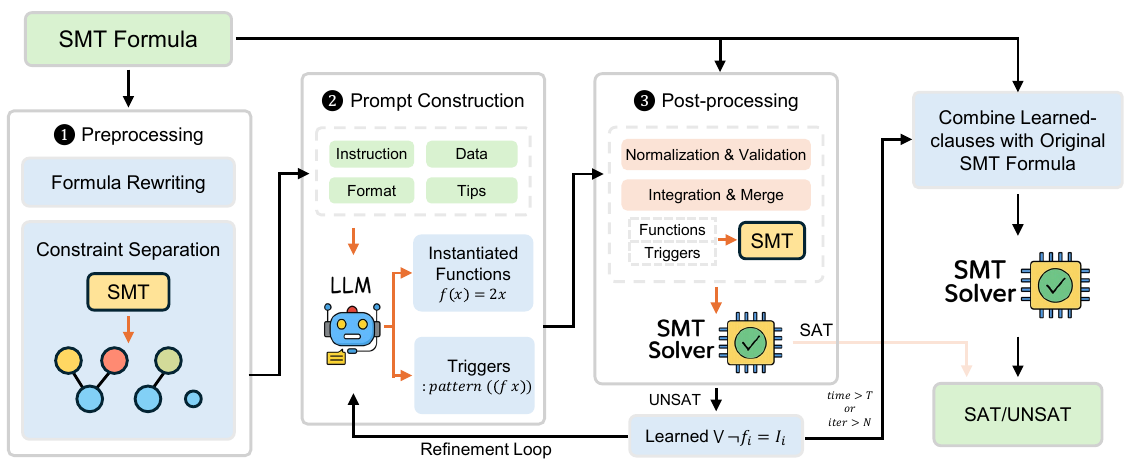 SMT Formula
❶ Preprocessing
Formula Rewriting
Constraint Separation
SMT
❷ Prompt Construction
Instruction
Data
Format
Tips
LLM
Instantiated
Functions
f(x) = 2x
Triggers
:pattern ((f x))
❸ Post-processing
Normalization & Validation
Integration & Merge
Functions
Triggers
SMT
SMT
Solver
SAT
UNSAT
Learned ∨ ¬f_i = I_i
Refinement Loop
time > T
or
iter > N
Combine Learned-
clauses with Original
SMT Formula
SMT
Solver
SAT/UNSAT